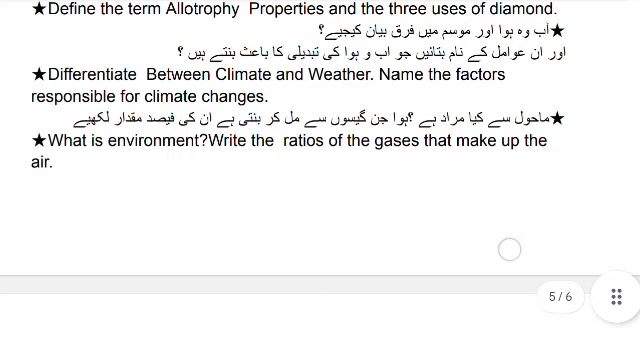 ★Define the term Allotrophy  Properties and the three uses of diamond.
★آب وہ ہوا اور موسم میں فرق بیان کیجیے؟
اور ان عوامل کے نام بتائیں جو اب و ہوا کی تبدیلی کا باعث بنتے ہیں ؟
★Differentiate  Between Climate and Weather. Name the factors
responsible for climate changes.
★ماحول سے کیا مراد ہے ؟ہوا جن گیسوں سے مل کر بنتی ہے ان کی فیصد مقدار لکھیے
★What is environment?Write the  ratios of the gases that make up the
air.
5 / 6